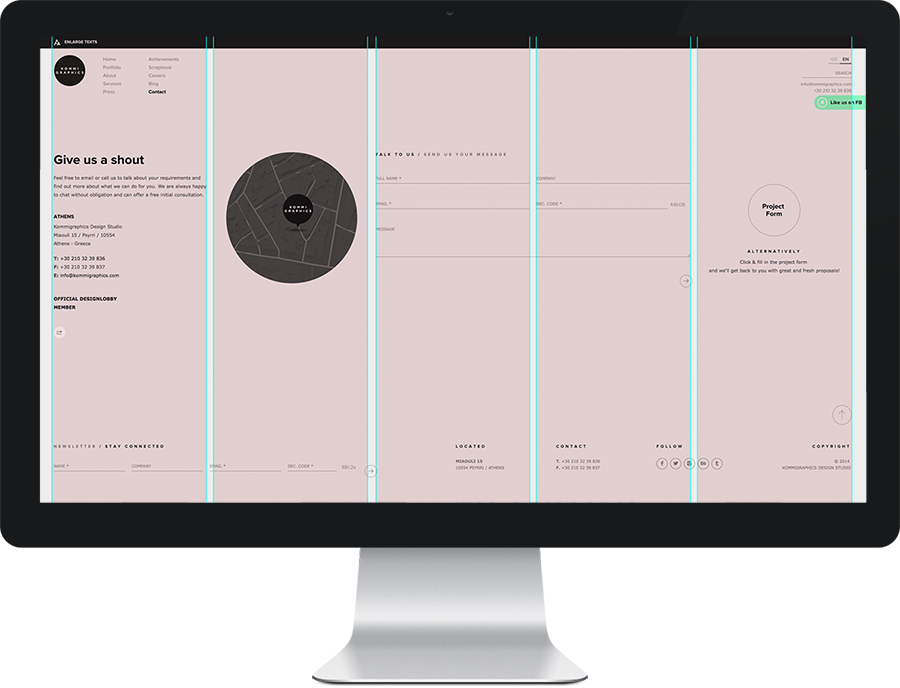 ENLARGE TEXTS
KOMMI
GRAPHICS
Home
Portfolio
About
Services
Press
Achievements
Scrapbook
Careers
Blog
Contact
EN
SEARCH
info@kommigraphics.com
+30 210 32 39 836
Like us on FB
Give us a shout
Feel free to email or call us to talk about your requirements and
find out more about what we can do for you. We are always happy
to chat without obligation and can offer a free initial consultation.
ATHENS
Kommigraphics Design Studio
Miaouli 15 / Psyrri / 10554
Athens - Greece
T: +30 210 32 39 836
F: +30 210 32 39 837
E: info@kommigraphics.com
OFFICIAL DESIGNLOBBY
MEMBER
KOMMI
GRAPHICS
TALK TO US / SEND US YOUR MESSAGE
FULL NAME *
COMPANY
EMAIL *
SEC. CODE *
MESSAGE
Project
Form
ALTERNATIVELY
Click & fill in the project form
and we'll get back to you with great and fresh proposals!
NEWSLETTER / STAY CONNECTED
NAME *
COMPANY
EMAIL *
SEC. CODE *
LOCATED
MIAOULI 15
10554 PSYRRI / ATHENS
CONTACT
T. +30 210 32 39 836
F. +30 210 32 39 837
FOLLOW
COPYRIGHT
© 2014
KOMMIGRAPHICS DESIGN STUDIO